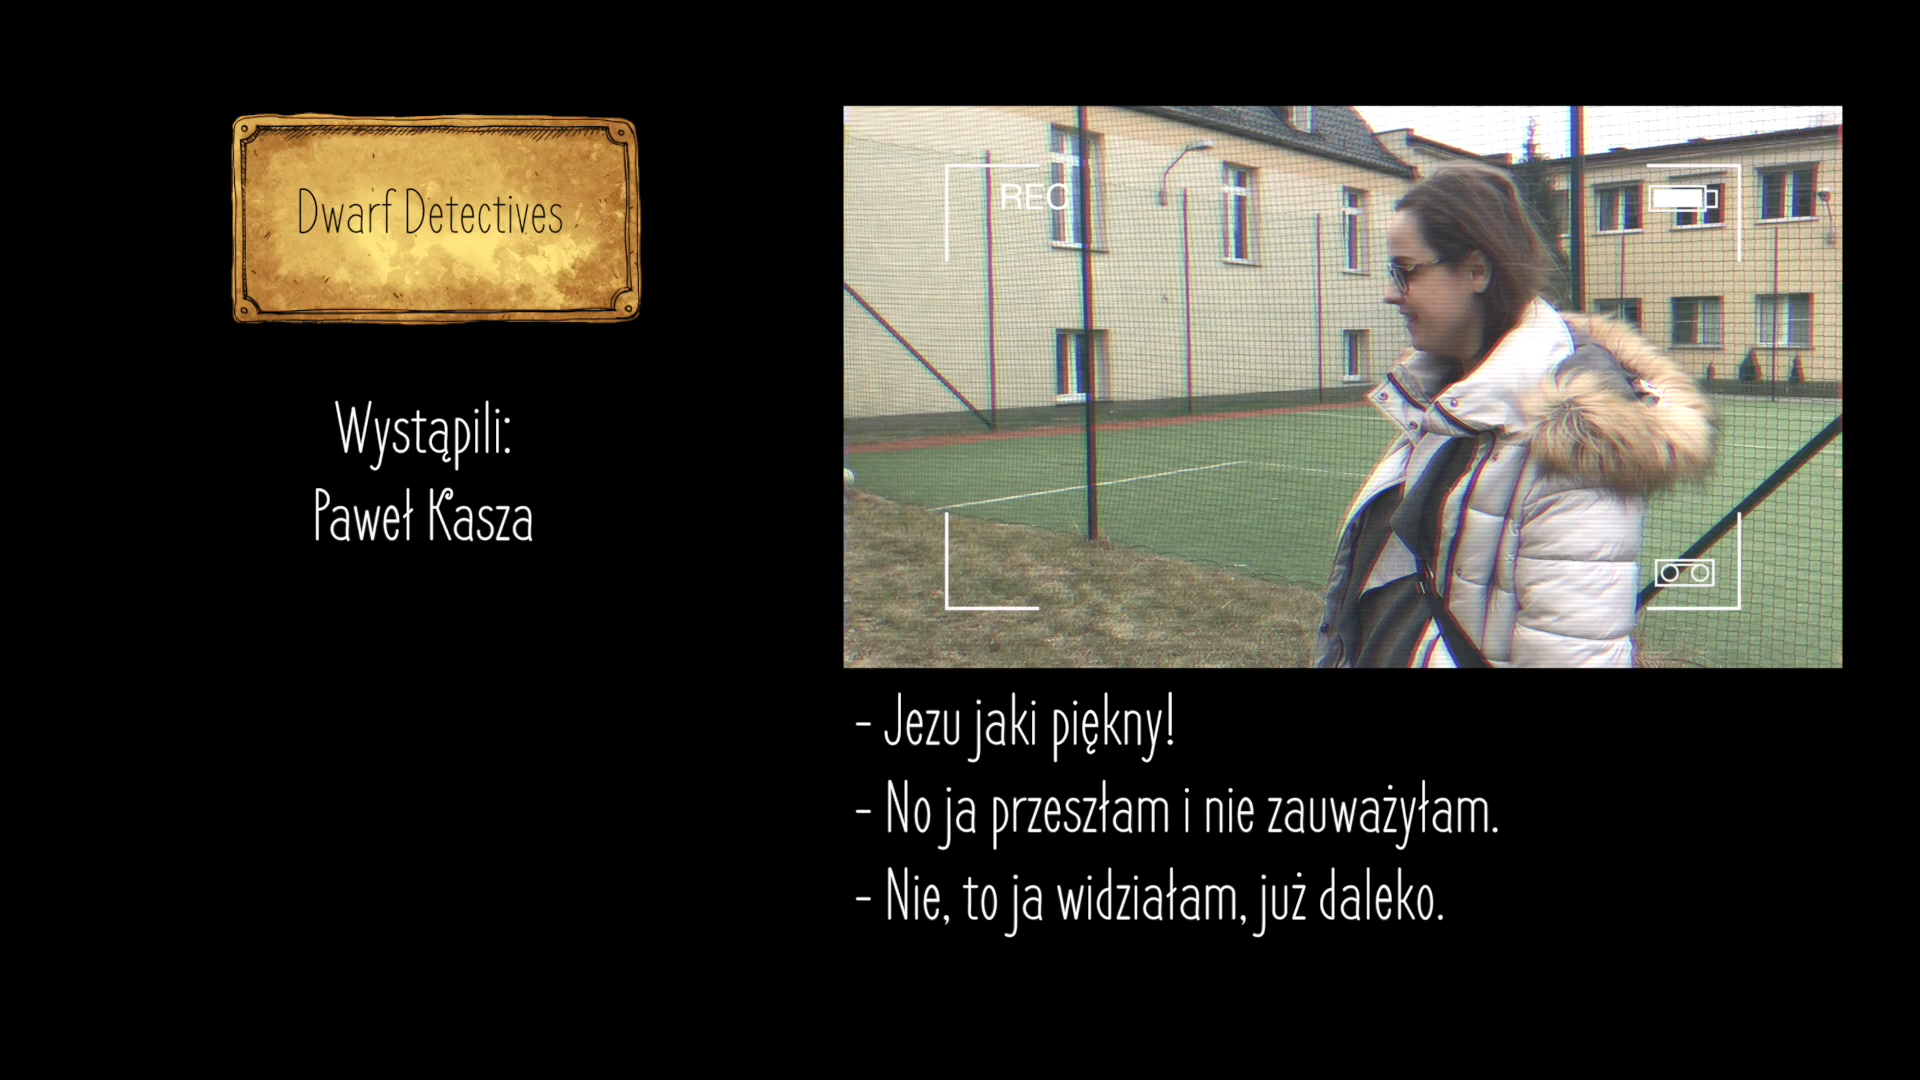 Dwarf Detectives
Wystąpili:
Paweł Kasza
REC
- Jezu jaki piękny!
- No ja przeszłam i nie zauważyłam.
- Nie, to ja widziałam, już daleko.